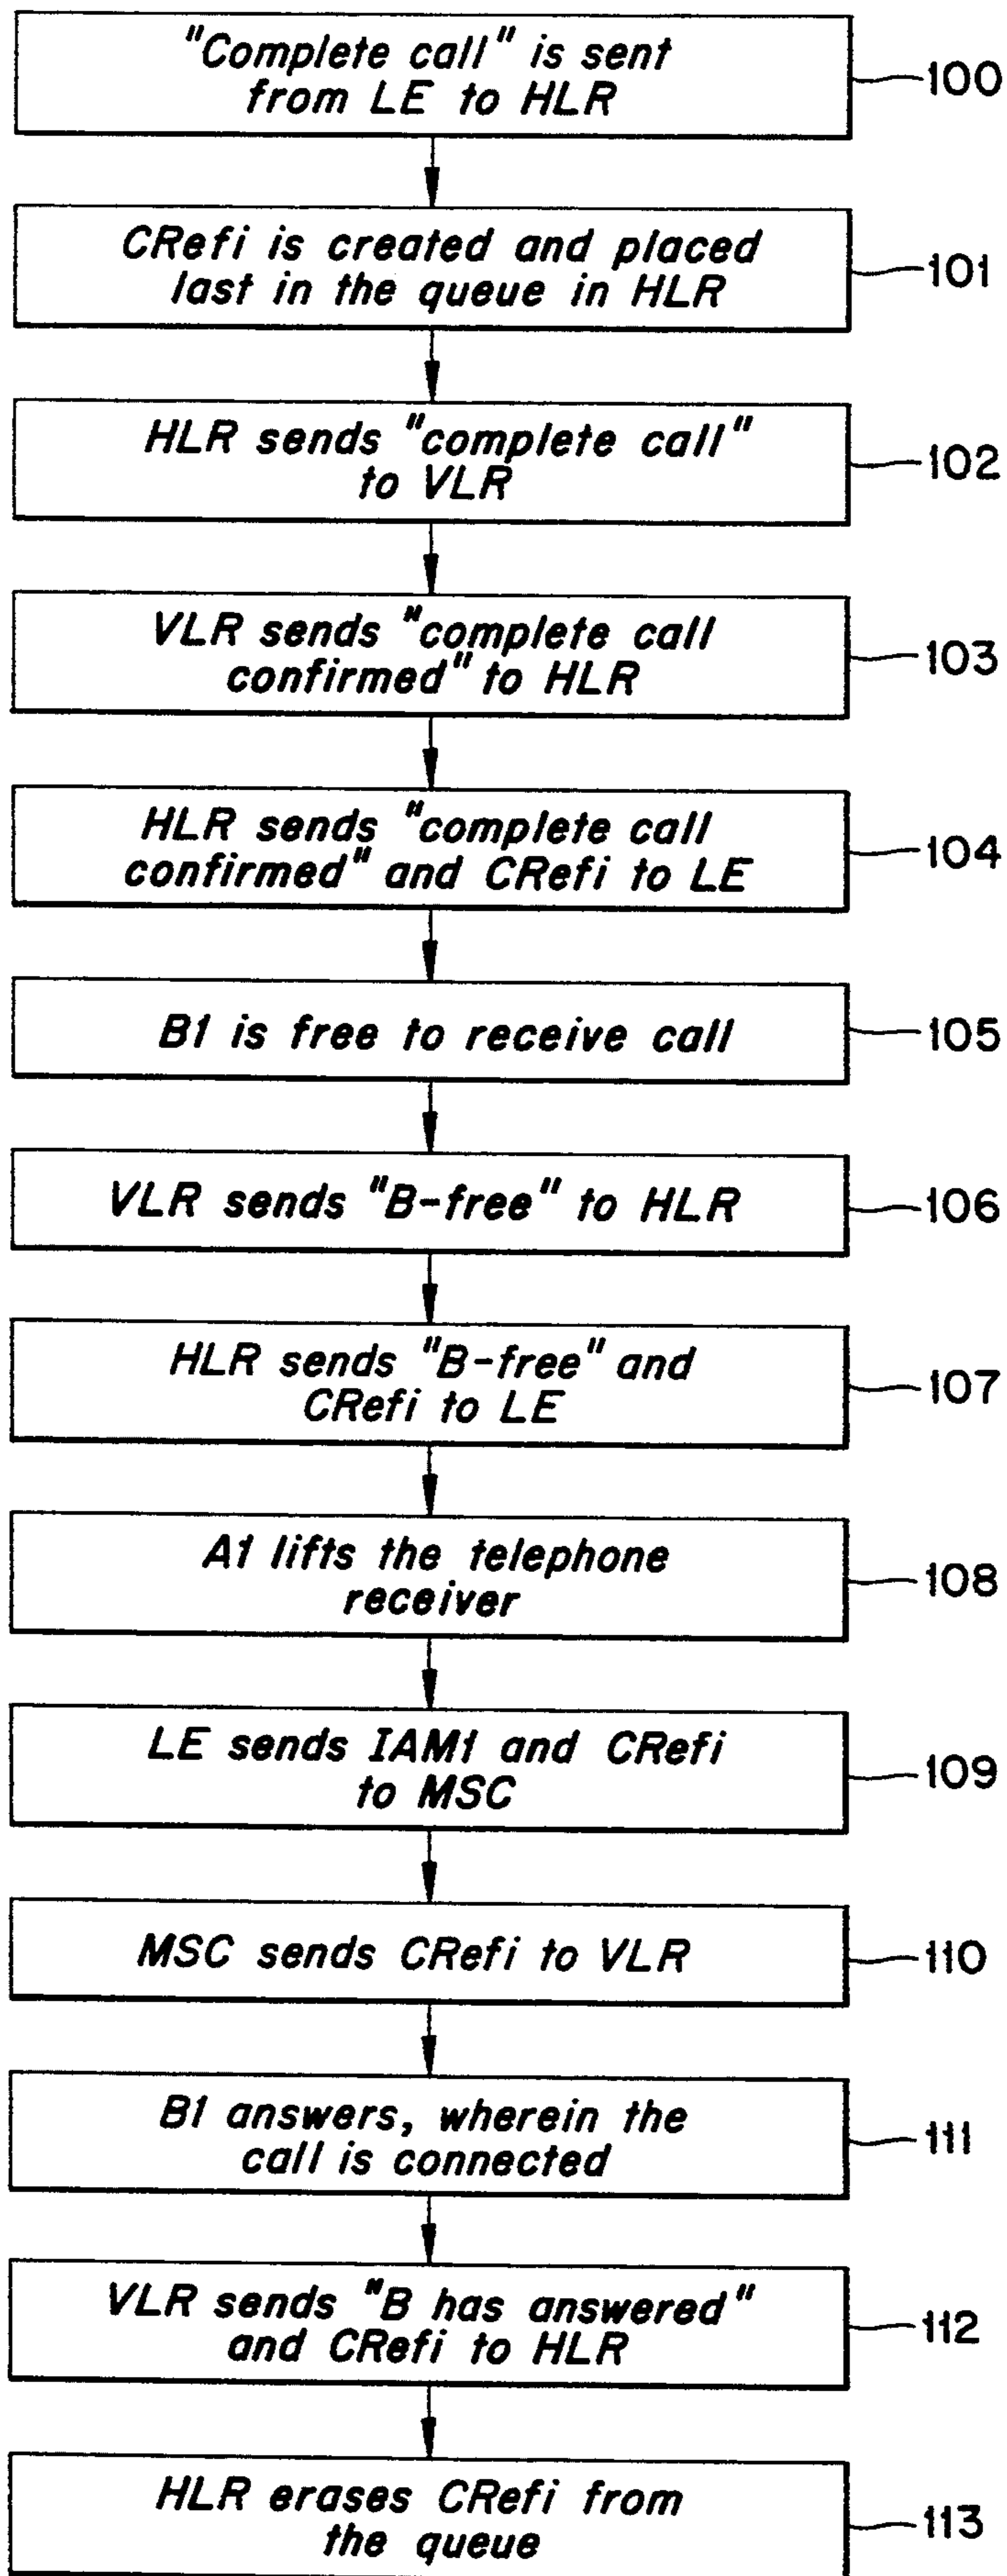 "Complete call" is sent
from LE to HLR
100
CRefi is created and placed
last in the queue in HLR
101
HLR sends "complete call"
to VLR
102
VLR sends "complete call
confirmed" to HLR
103
HLR sends "complete call
confirmed" and CRefi to LE
104
B1 is free to receive call
105
VLR sends "B-free" to HLR
106
HLR sends "B-free" and
CRefi to LE
107
A1 lifts the telephone
receiver
108
LE sends IAM1 and CRefi
to MSC
109
MSC sends CRefi to VLR
110
B1 answers, wherein the
call is connected
111
VLR sends "B has answered"
and CRefi to HLR
112
HLR erases CRefi from
the queue
113